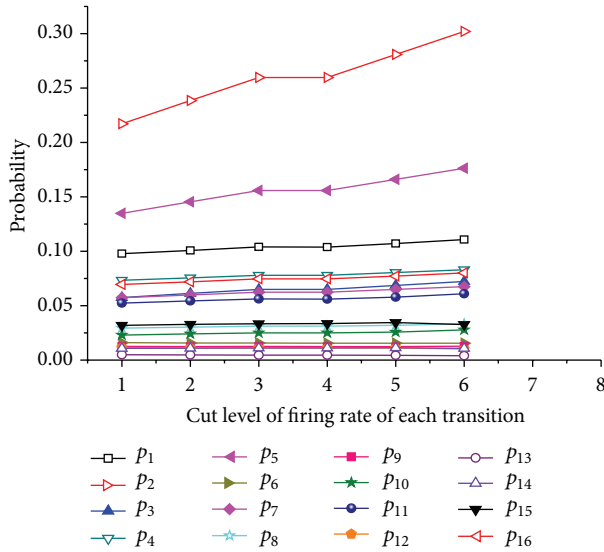 0.30
0.25
0.20
0.15
0.10
0.05
0.00
Probability
1 2 3 4 5 6 7 8
Cut level of firing rate of each transition
p1 p5 p9 p13
p2 p6 p10 p14
p3 p7 p11 p15
p4 p8 p12 p16